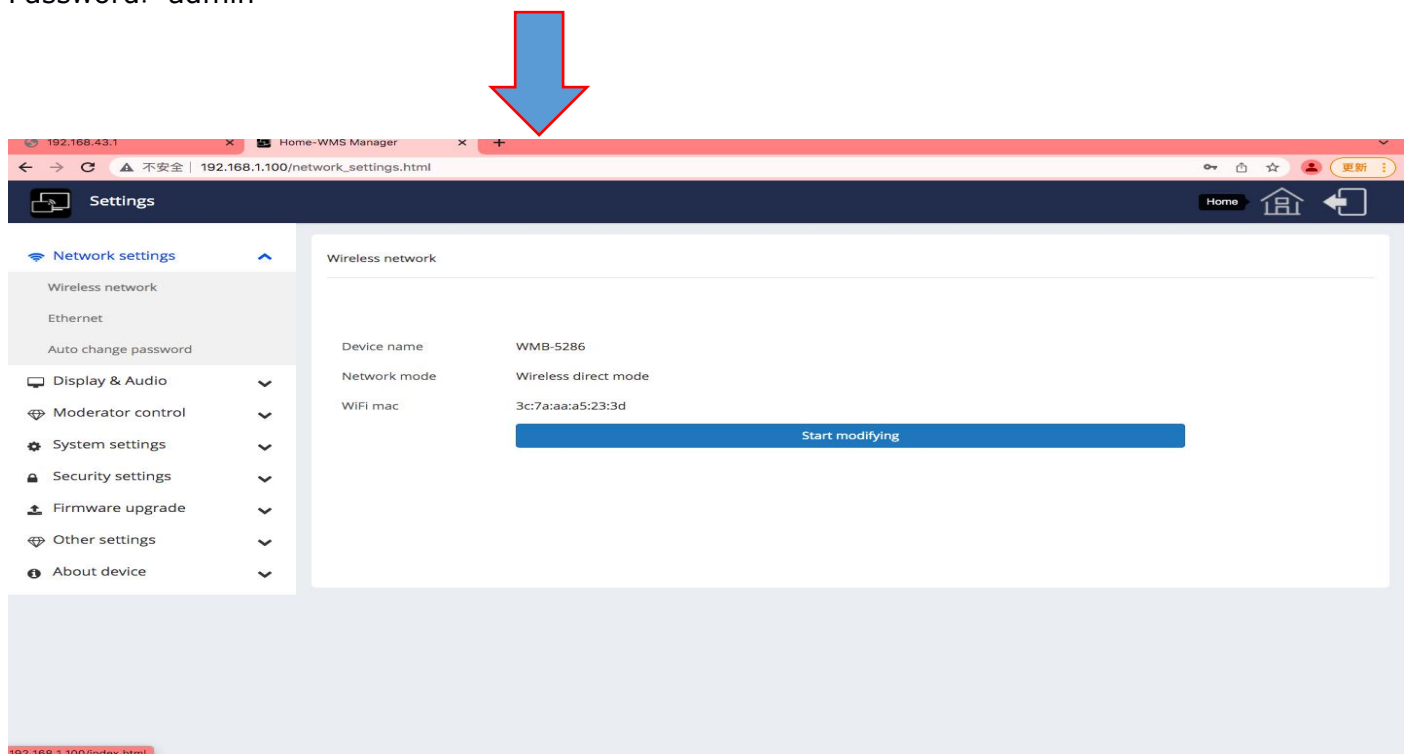 Password: admin
192.168.43.1
Home-WMS Manager
不安全 | 192.168.1.100/network_settings.html
更新
Settings
Home
Network settings
Wireless network
Ethernet
Auto change password
Display & Audio
Moderator control
System settings
Security settings
Firmware upgrade
Other settings
About device
Wireless network
Device name WMB-5286
Network mode Wireless direct mode
WiFi mac 3c:7a:aa:a5:23:3d
Start modifying
192.168.1.100/index.html